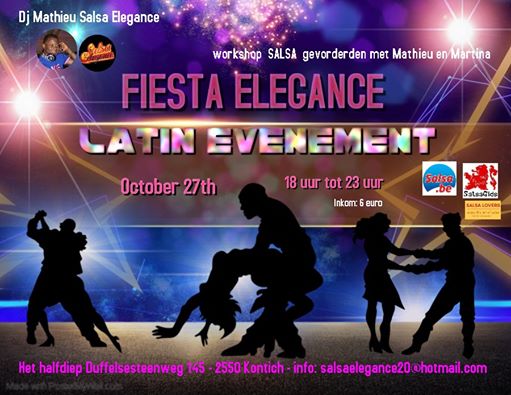 Dj Mathieu Salsa Elegance
workshop SALSA gevorderden met Mathieu en Martina
FIESTA ELEGANCE
LATIN EVENEMENT
October 27th
18 uur tot 23 uur
Inkom: 6 euro
Salsa
.be
SalsaGids
SALSA LOVERS
Het halfdiep Duffelsesteenweg 145 - 2550 Kontich - info: salsaelegance20@hotmail.com
Made with PosterMyWall.com